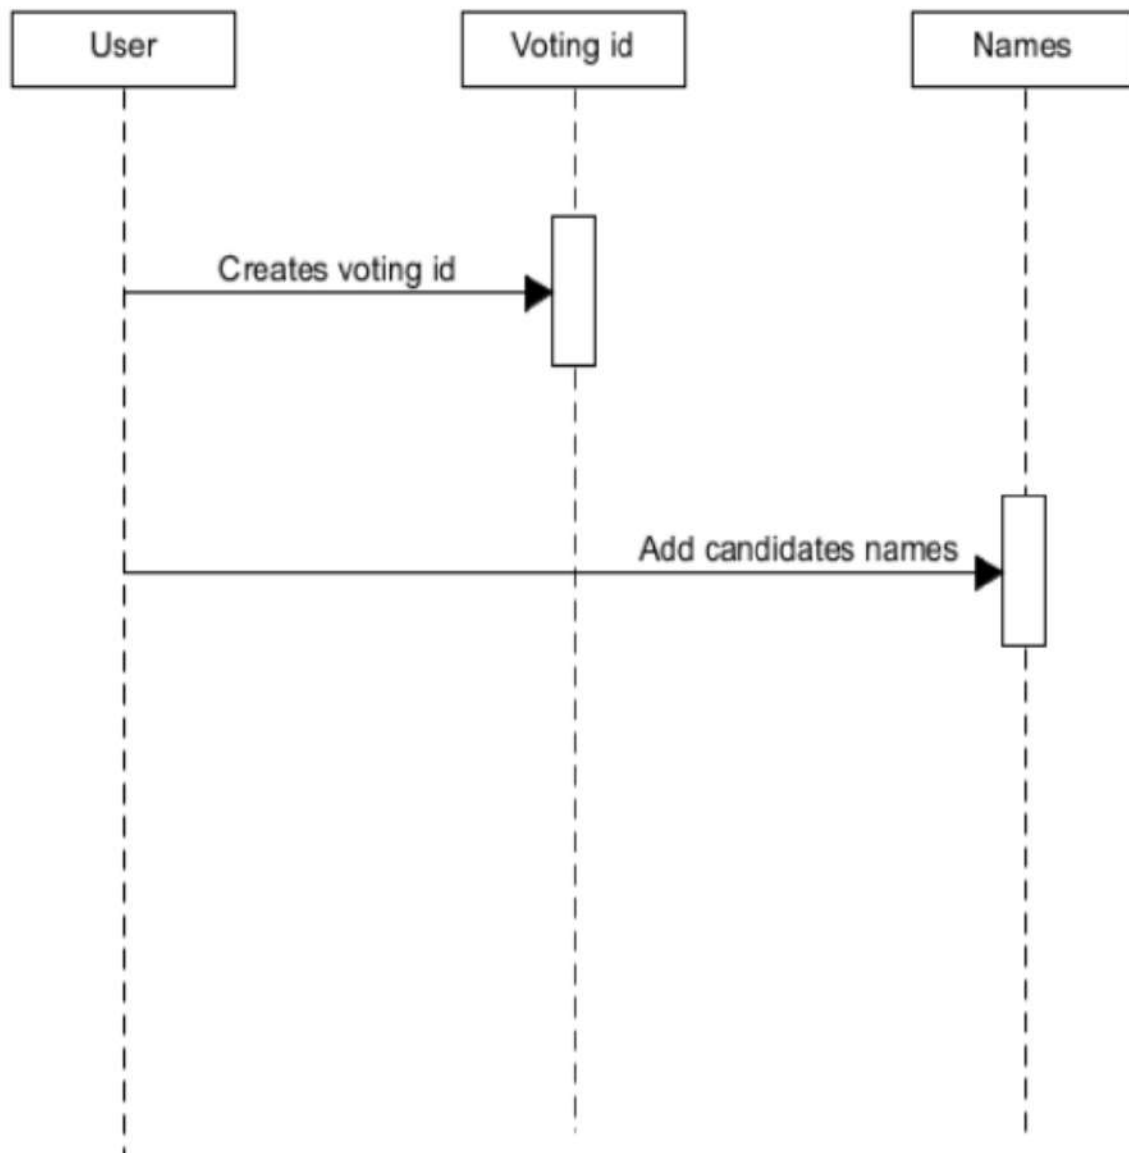 User
Voting id
Names
Creates voting id
Add candidates names